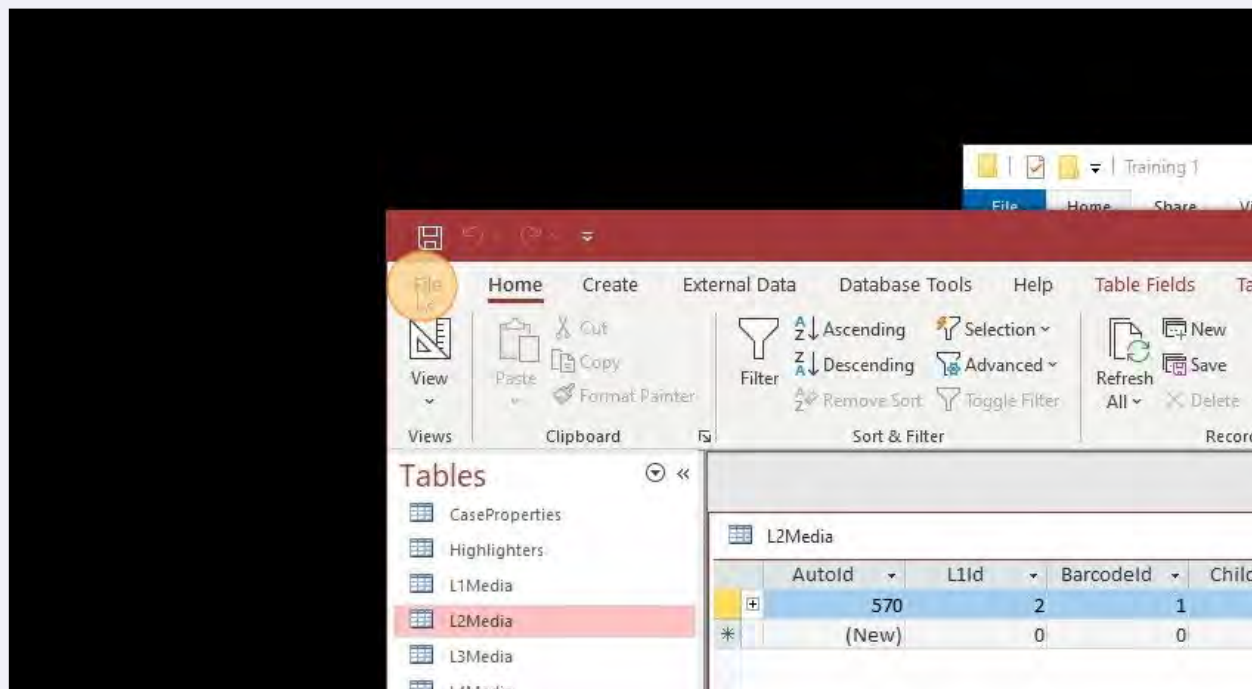 Training 1
File Home Share
File Home Create External Data Database Tools Help Table Fields
View
Paste
Cut
Copy
Format Painter
Filter
Ascending
Descending
Remove Sort
Selection
Advanced
Toggle Filter
Refresh
All
New
Save
Delete
Views Clipboard Sort & Filter Recor
Tables
CaseProperties
Highlighters
L1Media
L2Media
L3Media
L2Media
AutoId L1Id BarcodeId Child
570 2 1
* (New) 0 0